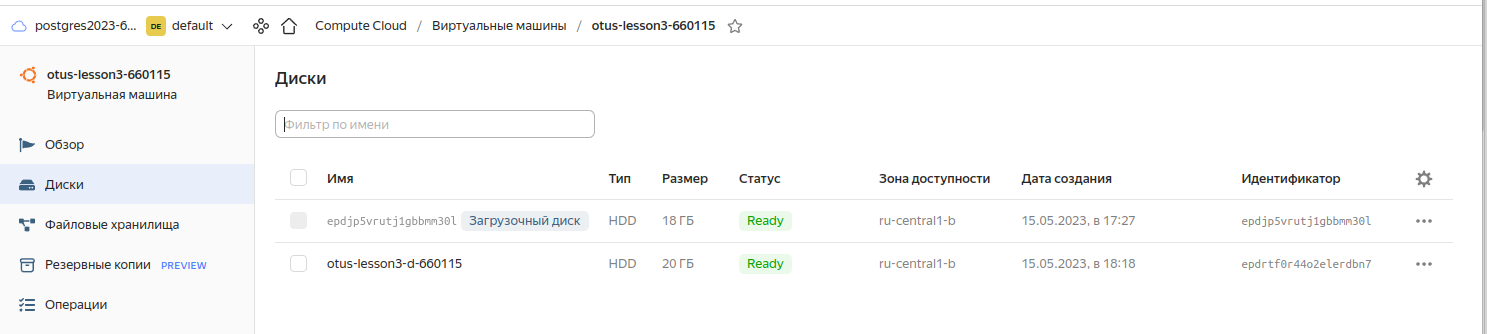 postgres2023-6... DE default Compute Cloud / Виртуальные машины / otus-lesson3-660115
otus-lesson3-660115
Виртуальная машина
Обзор
Диски
Файловые хранилища
Резервные копии PREVIEW
Операции
Диски
Фильтр по имени
Имя Тип Размер Статус Зона доступности Дата создания Идентификатор
epdjp5vrutj1gbbmm30l Загрузочный диск HDD 18 ГБ Ready ru-central1-b 15.05.2023, в 17:27 epdjp5vrutj1gbbmm30l
otus-lesson3-d-660115 HDD 20 ГБ Ready ru-central1-b 15.05.2023, в 18:18 epdrtf0r44o2elerdbn7